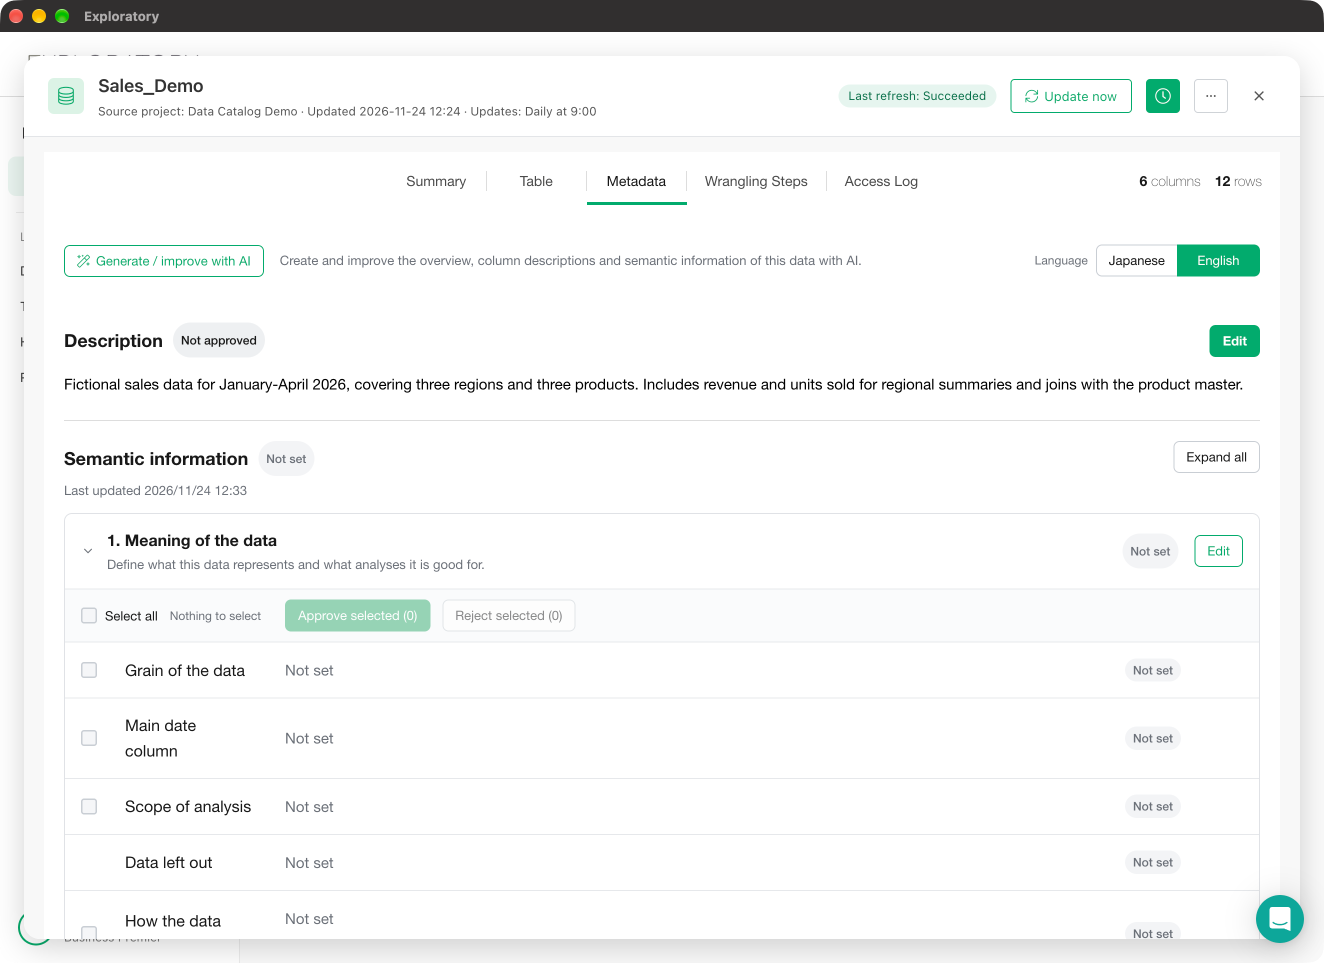 Exploratory
Sales_Demo
Source project: Data Catalog Demo · Updated 2026-11-24 12:24 · Updates: Daily at 9:00
Last refresh: Succeeded
Update now
Summary
Table
Metadata
Wrangling Steps
Access Log
6 columns
12 rows
Generate / improve with AI
Create and improve the overview, column descriptions and semantic information of this data with AI.
Language
Japanese
English
Description
Not approved
Edit
Fictional sales data for January-April 2026, covering three regions and three products. Includes revenue and units sold for regional summaries and joins with the product master.
Semantic information
Not set
Expand all
Last updated 2026/11/24 12:33
1. Meaning of the data
Define what this data represents and what analyses it is good for.
Not set
Edit
Select all
Nothing to select
Approve selected (0)
Reject selected (0)
Grain of the data
Not set
Not set
Main date
column
Not set
Not set
Scope of analysis
Not set
Not set
Data left out
Not set
Not set
How the data
Not set
Not set